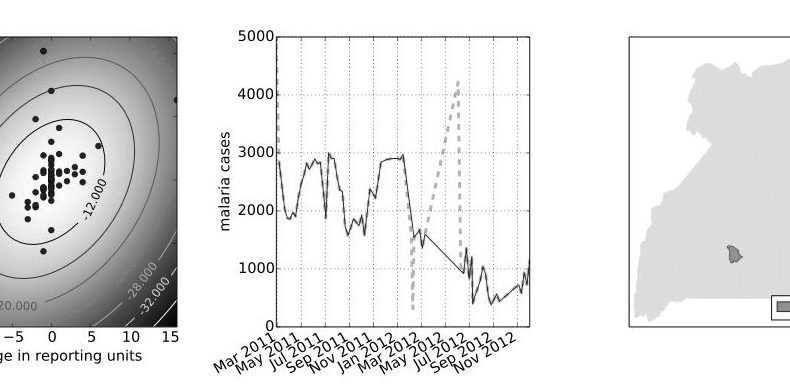 -12.000
20.000
-28.000
-32.000
−5
0
5
10
15
ge in reporting units
5000
4000
3000
2000
1000
0
malaria cases
Mar 2011
May 2011
Jul 2011
Sep 2011
Nov 2011
Jan 2012
Mar 2012
May 2012
Jul 2012
Sep 2012
Nov 2012